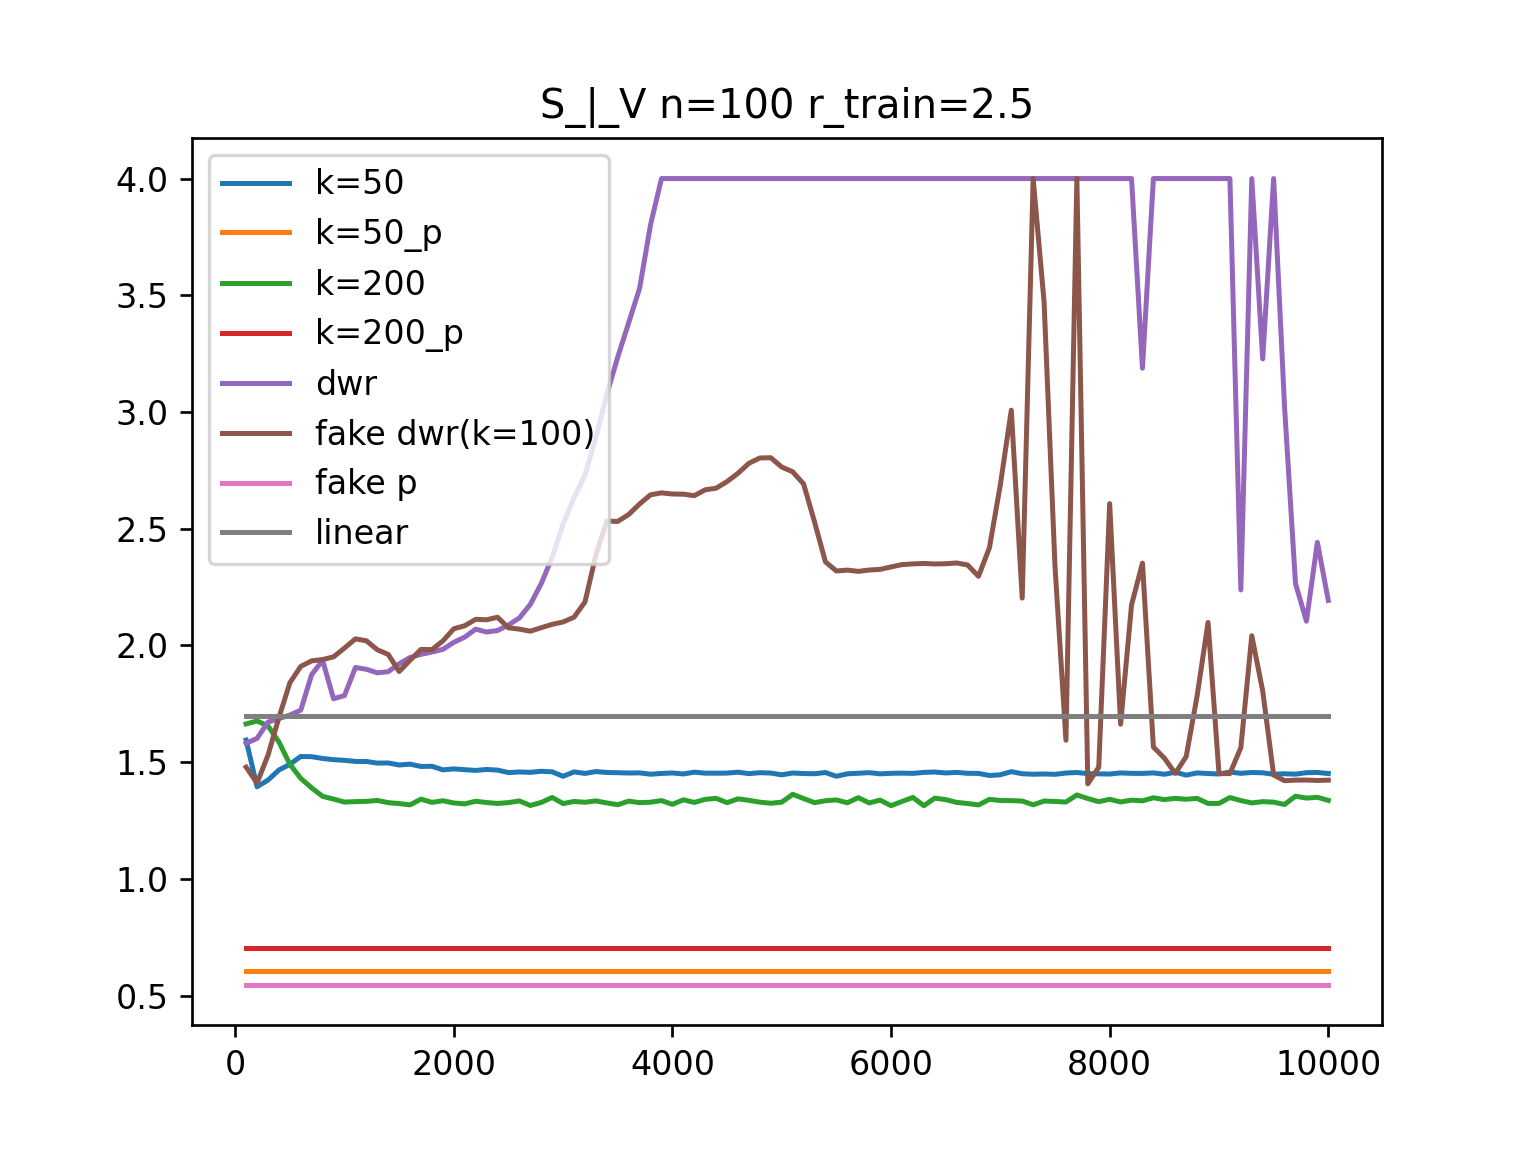 S_|_V n=100 r_train=2.5
4.0
3.5
3.0
2.5
2.0
1.5
1.0
0.5
k=50
k=50_p
k=200
k=200_p
dwr
fake dwr(k=100)
fake p
linear
0 2000 4000 6000 8000 10000